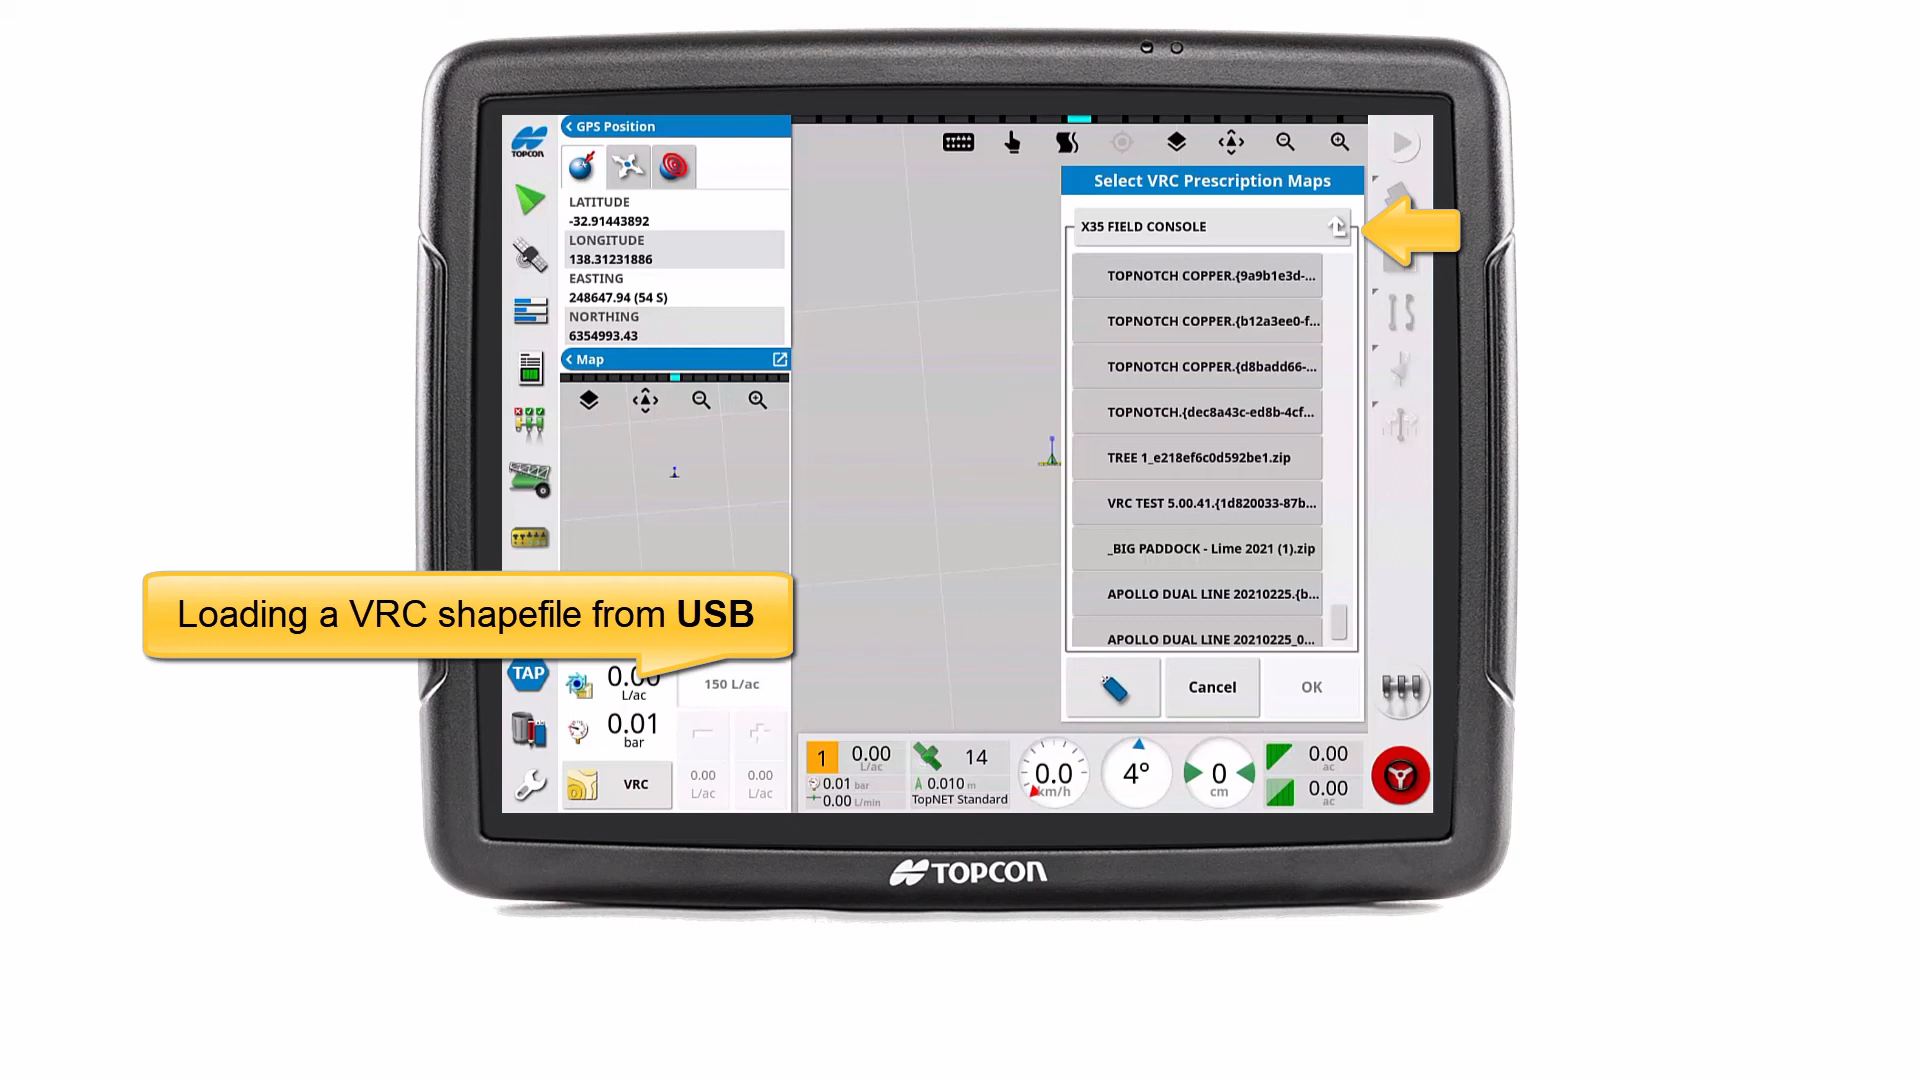 TOPCON
GPS Position
LATITUDE
-32.91443892
LONGITUDE
138.31231886
EASTING
248647.94 (54 S)
NORTHING
6354993.43
Map
Select VRC Prescription Maps
X35 FIELD CONSOLE
TOPNOTCH COPPER.{9a9b1e3d-...
TOPNOTCH COPPER.{b12a3ee0-f...
TOPNOTCH COPPER.{d8badd66-...
TOPNOTCH.{dec8a43c-ed8b-4cf...
TREE 1_e218ef6c0d592be1.zip
VRC TEST 5.00.41.{1d820033-87b...
_BIG PADDOCK - Lime 2021 (1).zip
APOLLO DUAL LINE 20210225.{b...
APOLLO DUAL LINE 20210225_0...
Cancel
OK
Loading a VRC shapefile from USB
TAP
0.00
L/ac
150 L/ac
0.01
bar
VRC
0.00
L/ac
0.00
L/ac
1
0.00
L/ac
0.01 bar
0.00 L/min
14
0.010 m
TopNET Standard
0.0
km/h
4°
0
cm
0.00
ac
0.00
ac
TOPCON